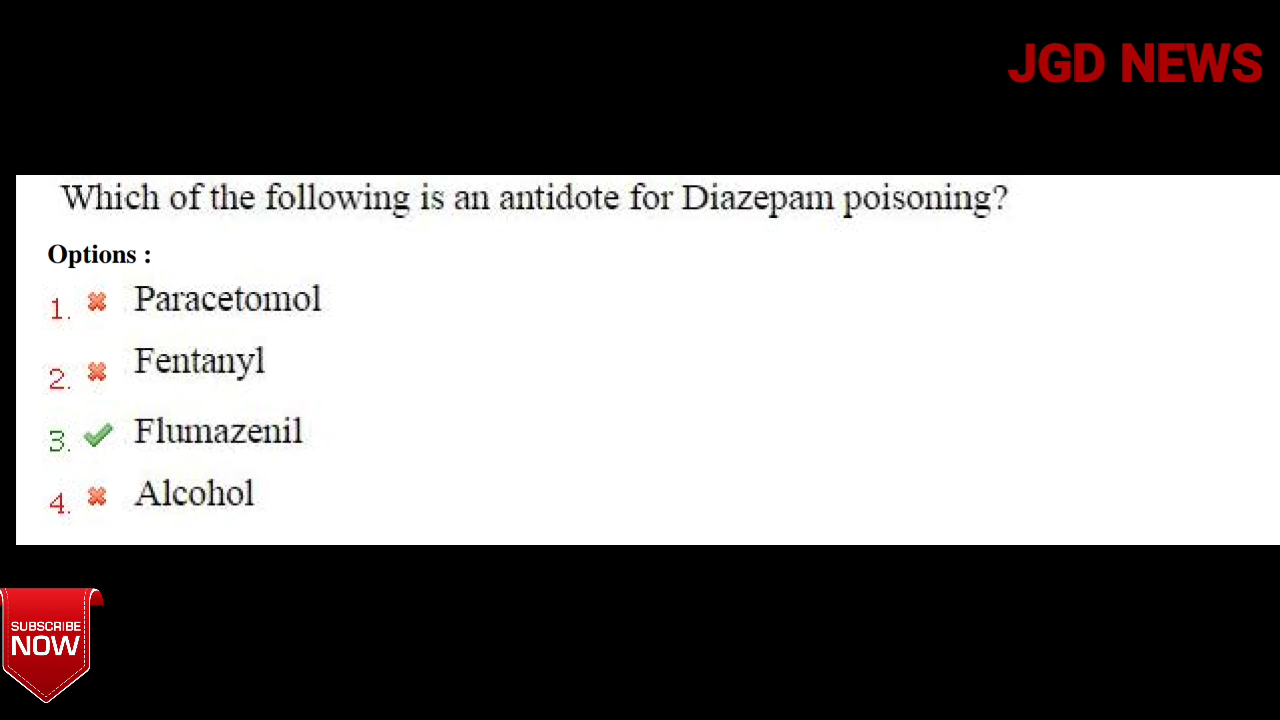 JGD NEWS
Which of the following is an antidote for Diazepam poisoning?
Options :
1. Paracetomol
2. Fentanyl
3. Flumazenil
4. Alcohol
SUBSCRIBE
NOW